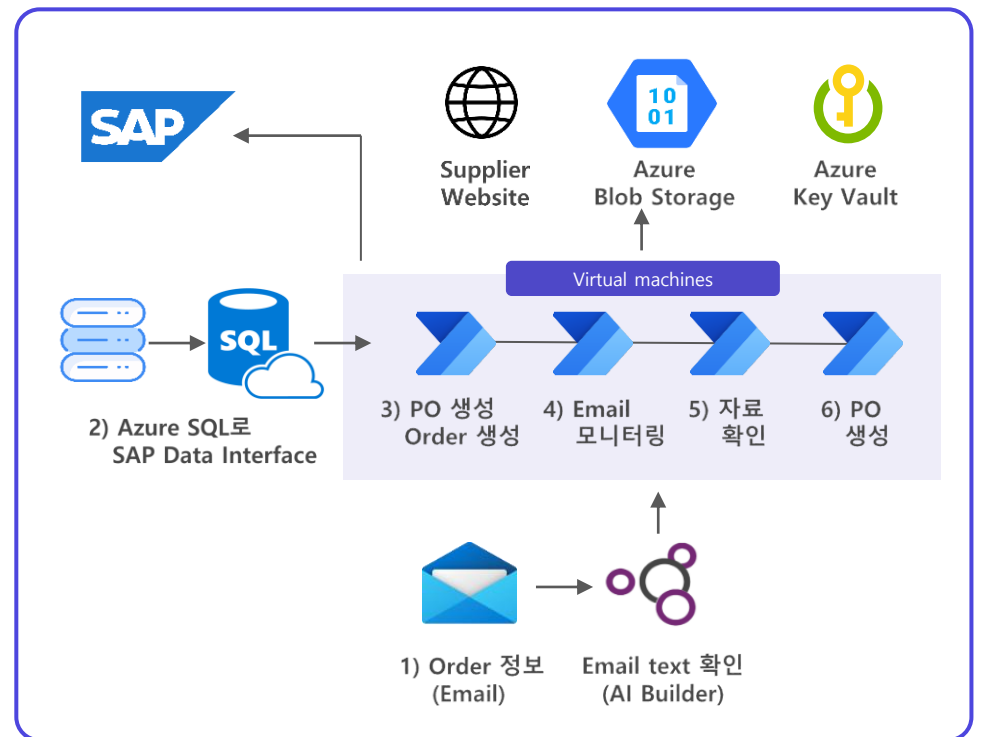 SAP
10
01
Supplier
Website
Azure
Blob Storage
Azure
Key Vault
Virtual machines
SQL
2) Azure SQL로
SAP Data Interface
3) PO 생성
Order 생성
4) Email
모니터링
5) 자료
확인
6) PO
생성
1) Order 정보
(Email)
Email text 확인
(AI Builder)